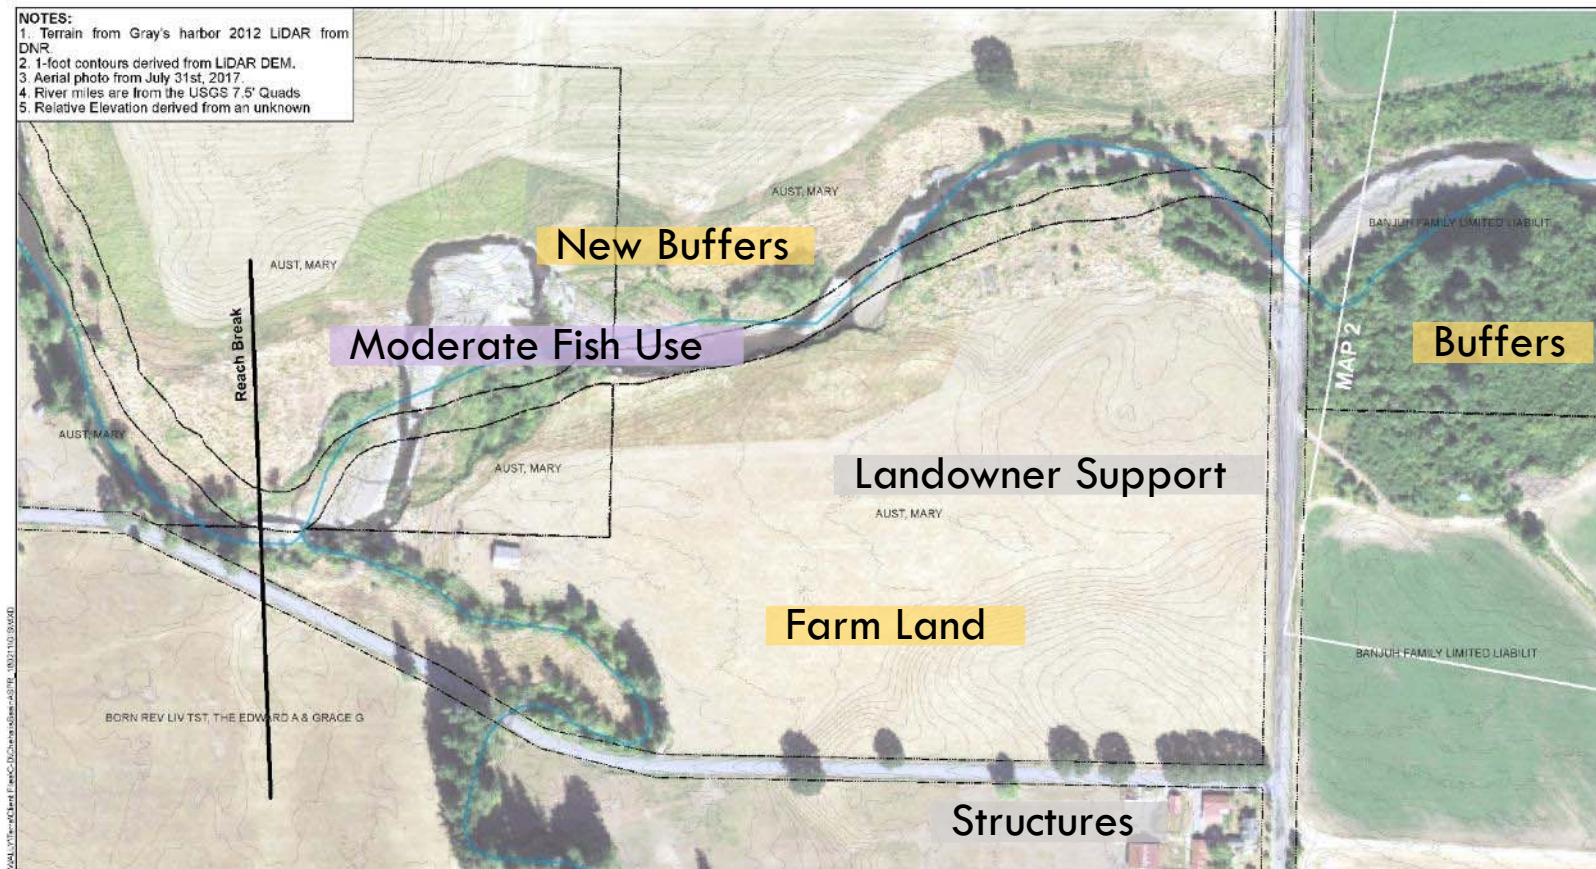 NOTES:
1. Terrain from Gray's harbor 2012 LiDAR from
DNR.
2. 1-foot contours derived from LiDAR DEM.
3. Aerial photo from July 31st, 2017.
4. River miles are from the USGS 7.5' Quads
5. Relative Elevation derived from an unknown
AUST, MARY
BANJUH FAMILY LIMITED LIABILIT
New Buffers
AUST, MARY
Reach Break
Moderate Fish Use
Buffers
MAP 2
AUST, MARY
AUST, MARY
Landowner Support
AUST, MARY
Farm Land
BANJUH FAMILY LIMITED LIABILIT
BORN REV LIV TST, THE EDWARD A & GRACE G
Structures